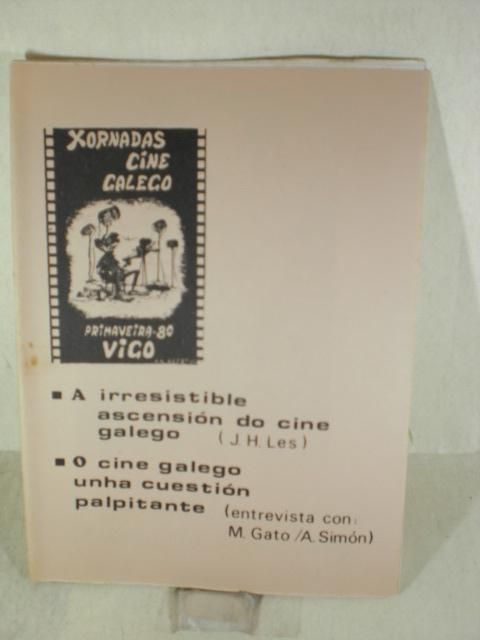 XORNADAS
CINE
GALEGO
PRIMAVEIRA-80
VIGO
■ A irresistible
ascensión do cine
galego (J.H. Les)
■ O cine galego
unha cuestión
palpitante (entrevista con:
M. Gato /A. Simón)